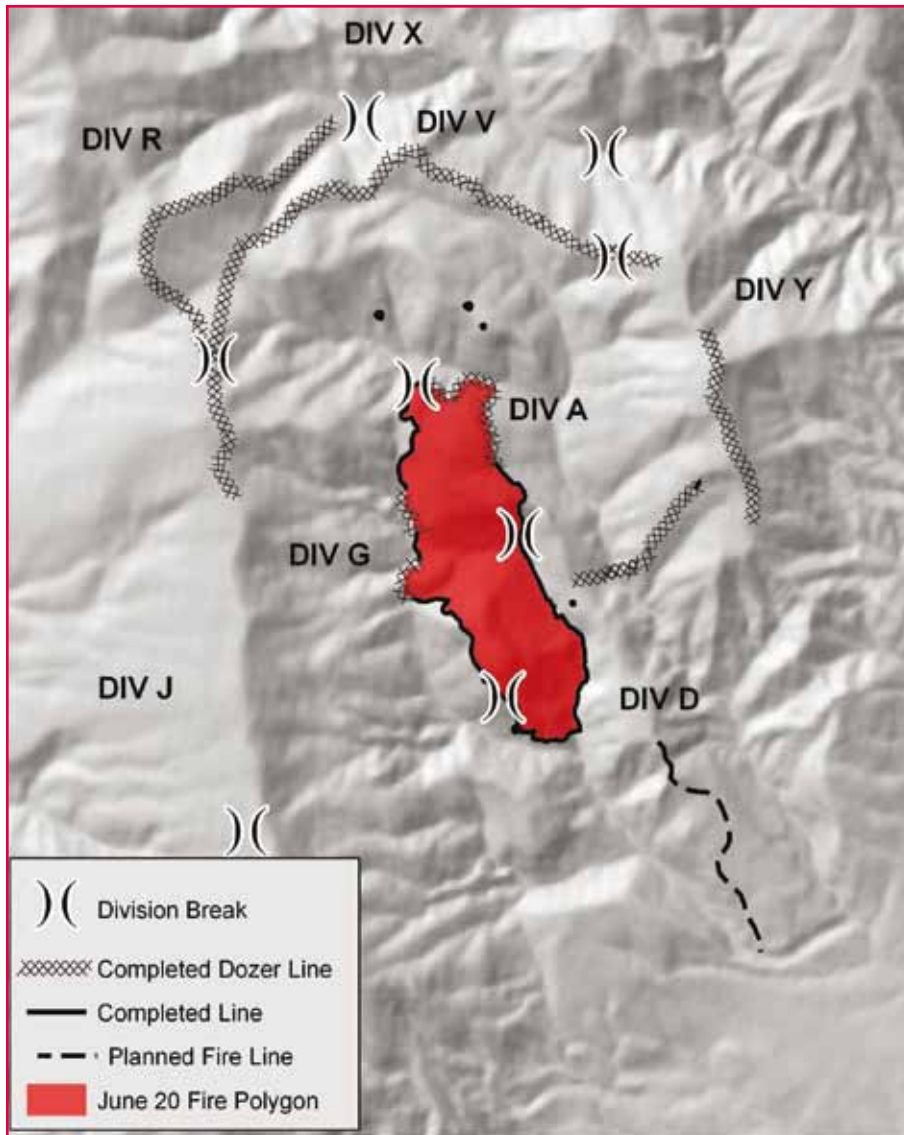 DIV X
DIV V
DIV R
DIV Y
DIV A
DIV G
DIV J
DIV D
Division Break
Completed Dozer Line
Completed Line
Planned Fire Line
June 20 Fire Polygon